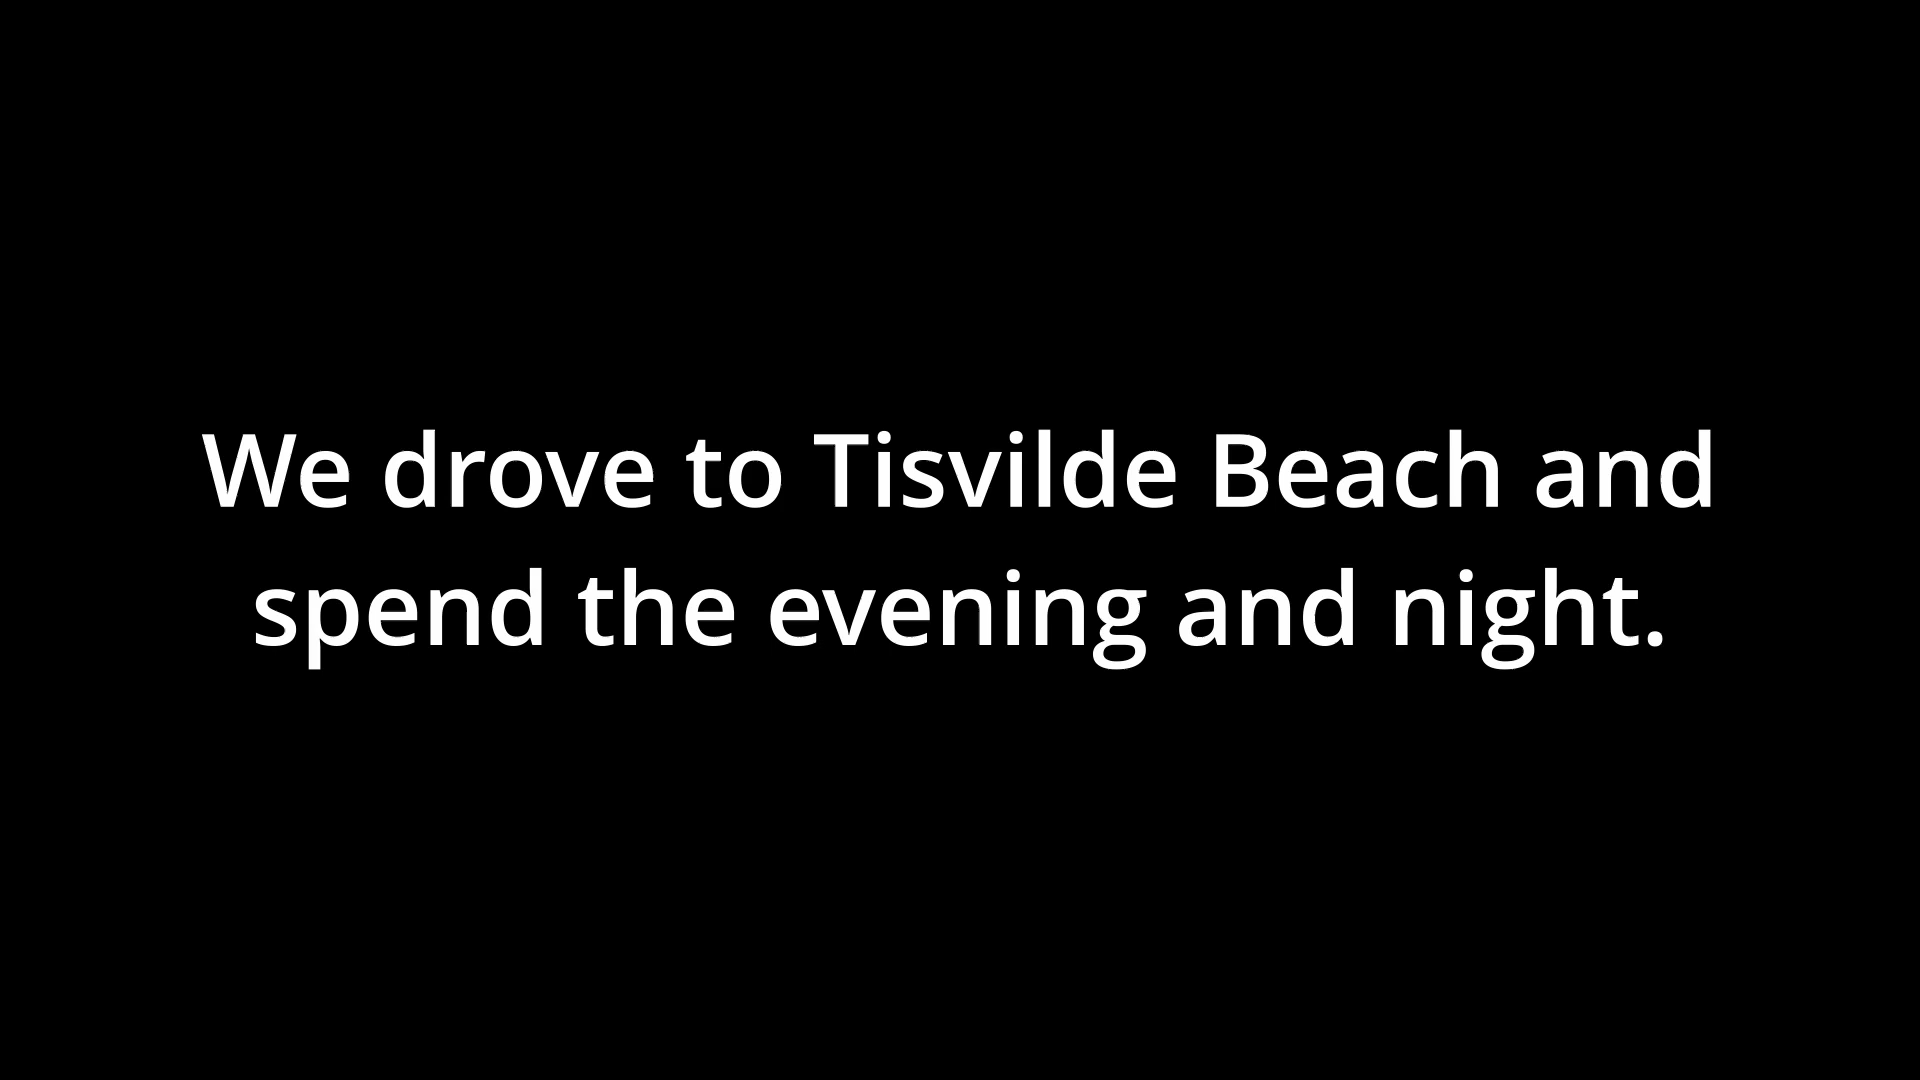 We drove to Tisvilde Beach and
spend the evening and night.